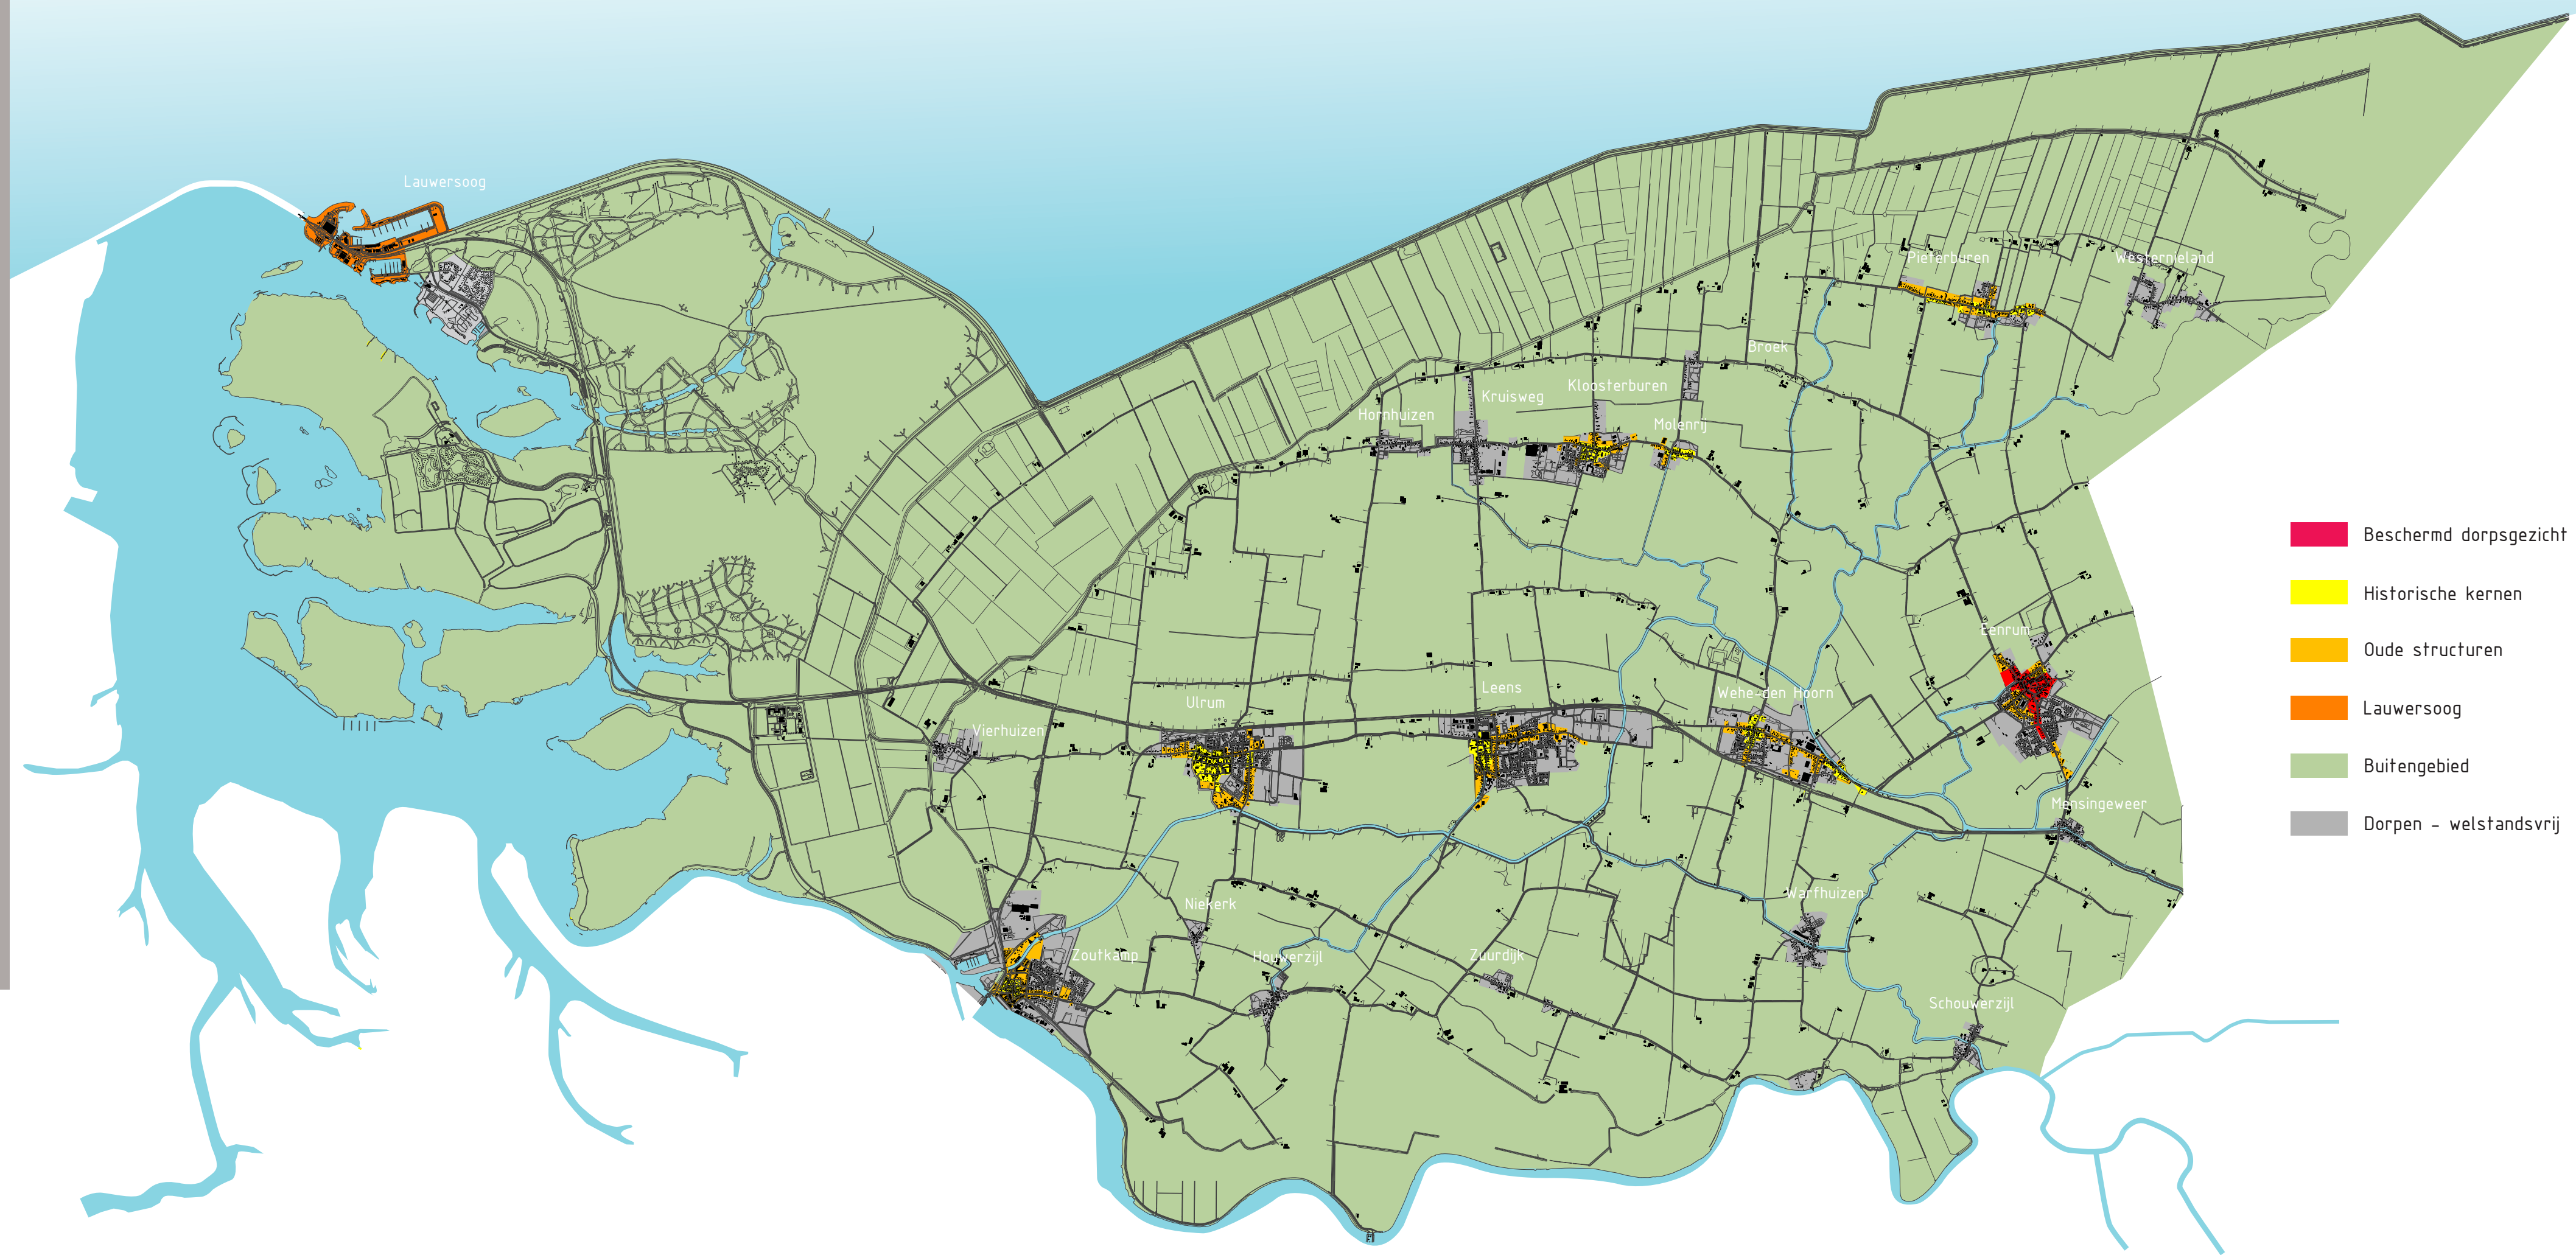 Lauwersoog
Pieterburen
Westernieland
Broek
Kloosterburen
Kruisweg
Hornhuizen
Molenrij
Beschermd dorpsgezicht
Historische kernen
Oude structuren
Lauwersoog
Buitengebied
Dorpen - welstandsvrij
Eenrum
Leens
Wehe-den Hoorn
Ulrum
Vierhuizen
Mensingeweer
Warfhuizen
Niekerk
Zoutkamp
Houwerzijl
Zuurdijk
Schouwerzijl